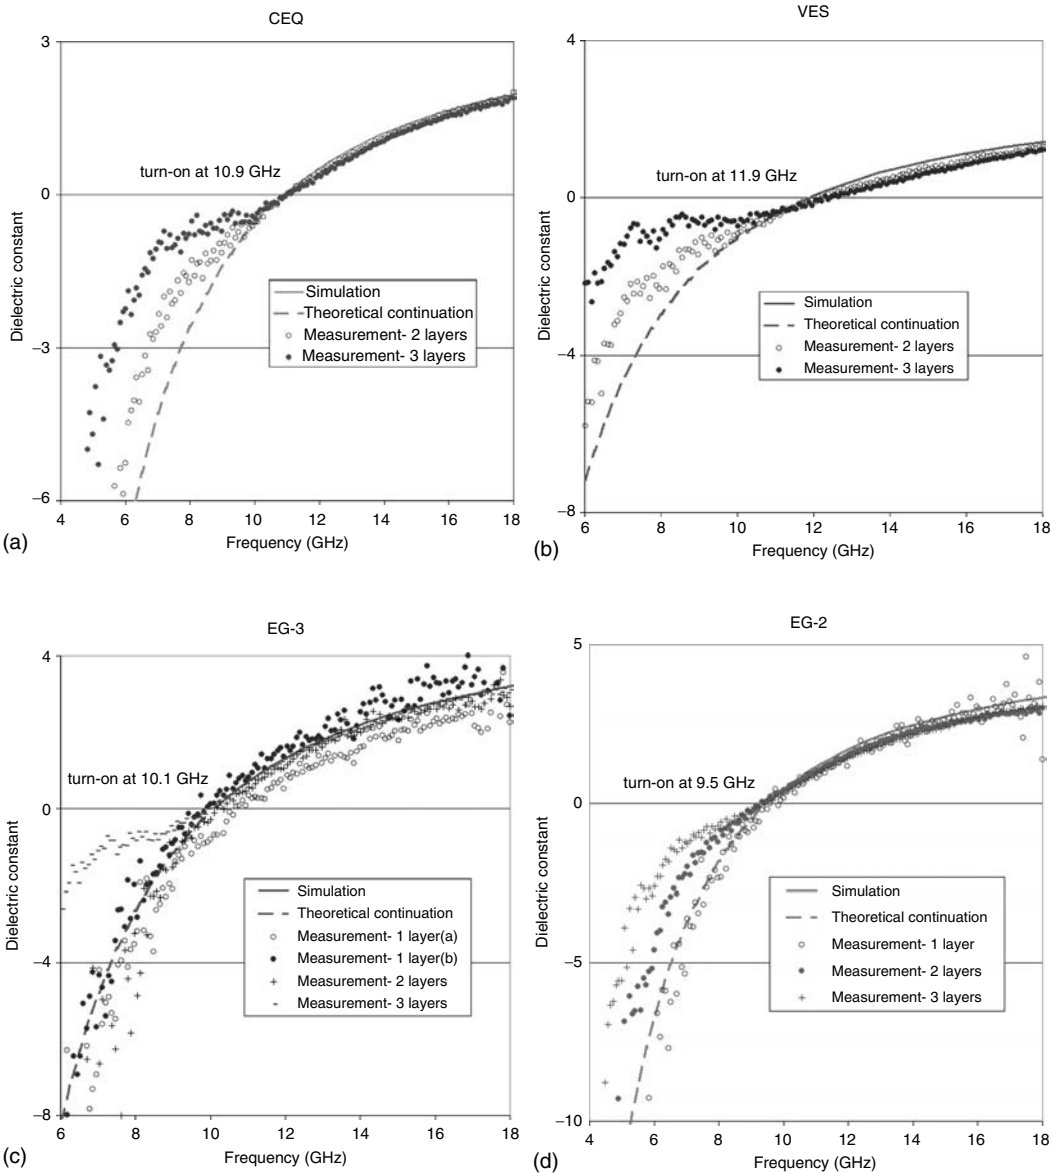 CEQ
3
0
−3
−6
Dielectric constant
turn-on at 10.9 GHz
Simulation
Theoretical continuation
Measurement- 2 layers
Measurement- 3 layers
4 6 8 10 12 14 16 18
Frequency (GHz)
(a)
VES
4
0
−4
−8
Dielectric constant
turn-on at 11.9 GHz
Simulation
Theoretical continuation
Measurement- 2 layers
Measurement- 3 layers
6 8 10 12 14 16 18
Frequency (GHz)
(b)
EG-3
4
0
−4
−8
Dielectric constant
turn-on at 10.1 GHz
Simulation
Theoretical continuation
Measurement- 1 layer(a)
Measurement- 1 layer(b)
Measurement- 2 layers
Measurement- 3 layers
6 8 10 12 14 16 18
Frequency (GHz)
(c)
EG-2
5
0
−5
−10
Dielectric constant
turn-on at 9.5 GHz
Simulation
Theoretical continuation
Measurement- 1 layer
Measurement- 2 layers
Measurement- 3 layers
4 6 8 10 12 14 16 18
Frequency (GHz)
(d)